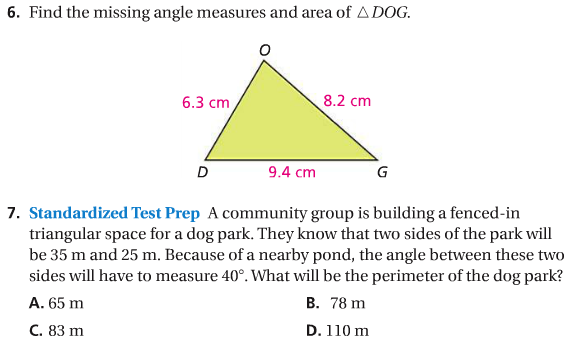 6. Find the missing angle measures and area of △DOG.
O
6.3 cm
8.2 cm
D
9.4 cm
G
7. Standardized Test Prep A community group is building a fenced-in
triangular space for a dog park. They know that two sides of the park will
be 35 m and 25 m. Because of a nearby pond, the angle between these two
sides will have to measure 40°. What will be the perimeter of the dog park?
A. 65 m
B. 78 m
C. 83 m
D. 110 m